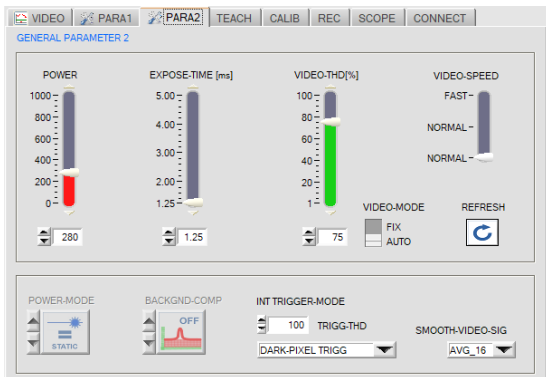 VIDEO PARA1 PARA2 TEACH CALIB REC SCOPE CONNECT
GENERAL PARAMETER 2
POWER EXPOSE-TIME [ms] VIDEO-THD[%] VIDEO-SPEED
1000 5.00 100 FAST
800 4.00 80 NORMAL
600 3.00 60 NORMAL
400 2.00 40
200 1.25 20
0 1
VIDEO-MODE REFRESH
FIX
AUTO
280 1.25 75
POWER-MODE BACKGND-COMP INT TRIGGER-MODE
OFF
100 TRIGG-THD
STATIC
SMOOTH-VIDEO-SIG
DARK-PIXEL TRIGG AVG_16